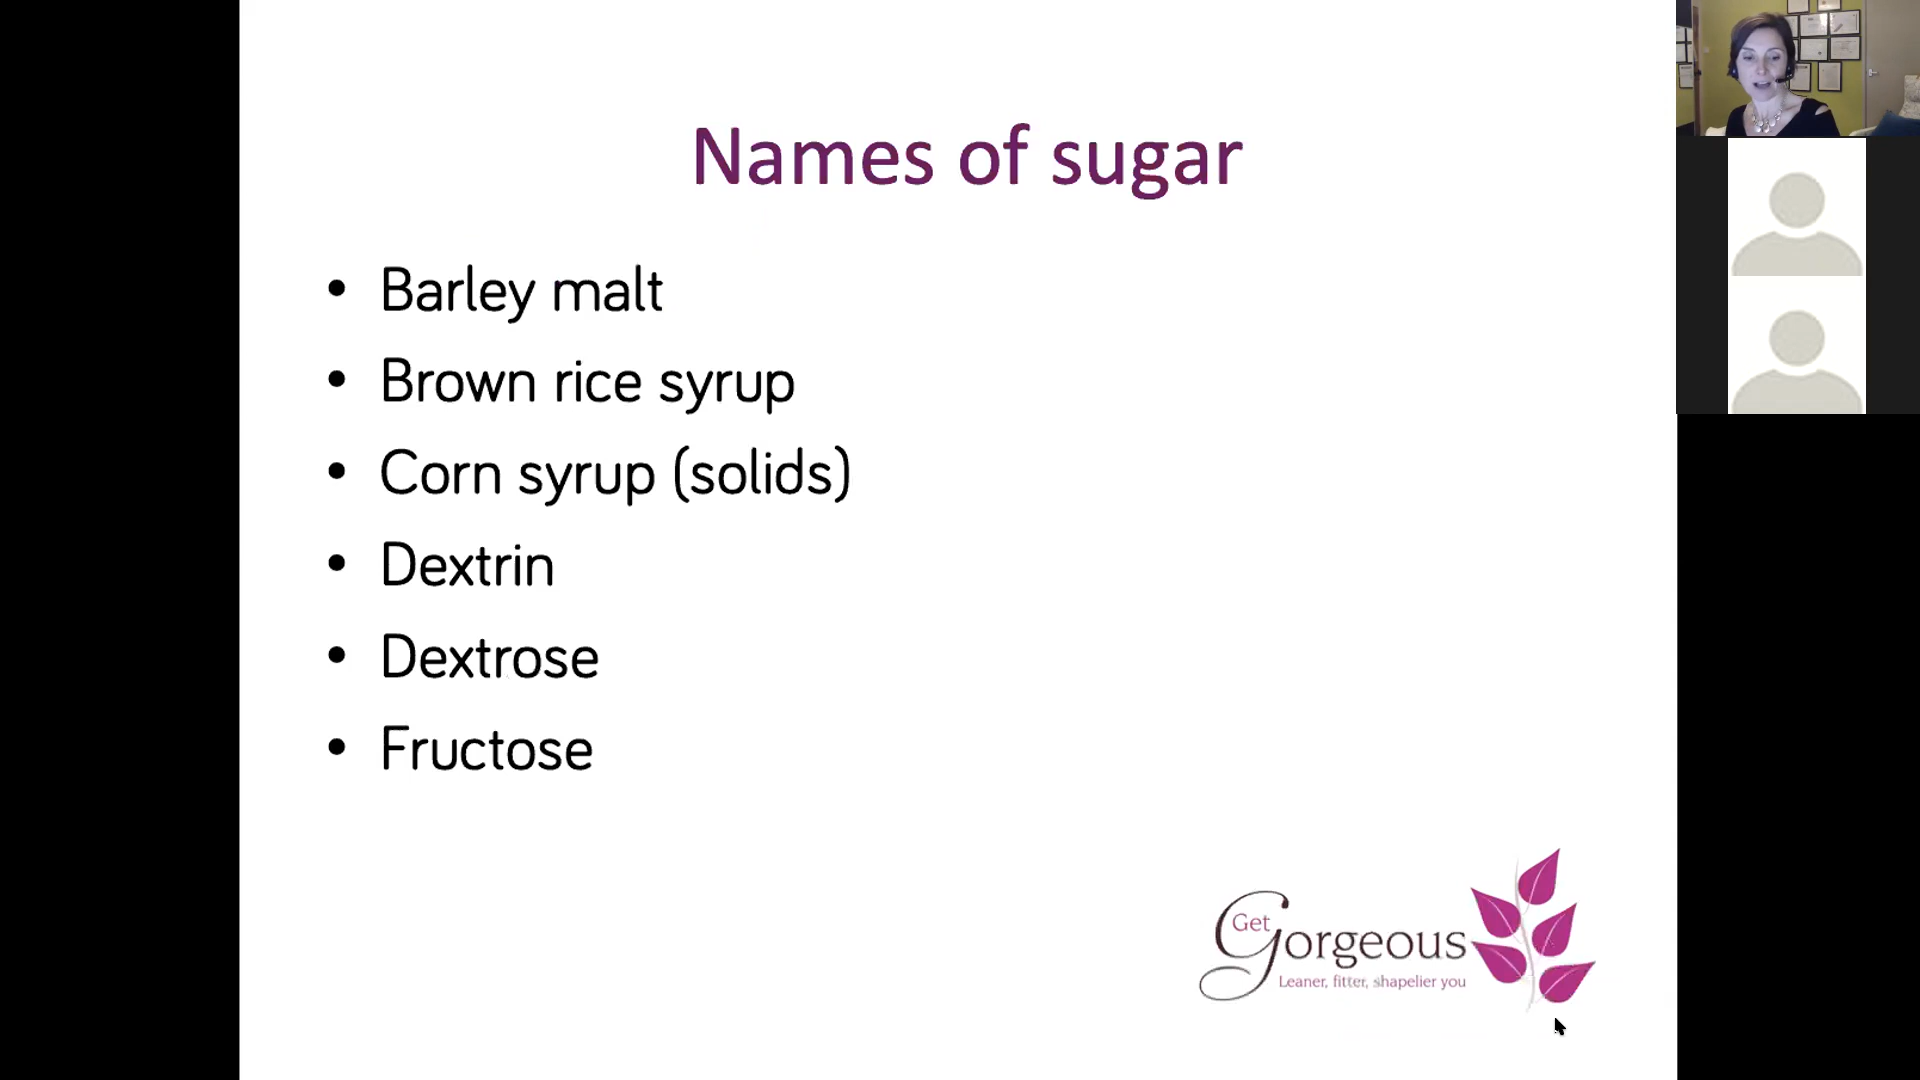 Names of sugar
• Barley malt
• Brown rice syrup
• Corn syrup (solids)
• Dextrin
• Dextrose
• Fructose
Get
Gorgeous
Leaner, fitter, shapelier you